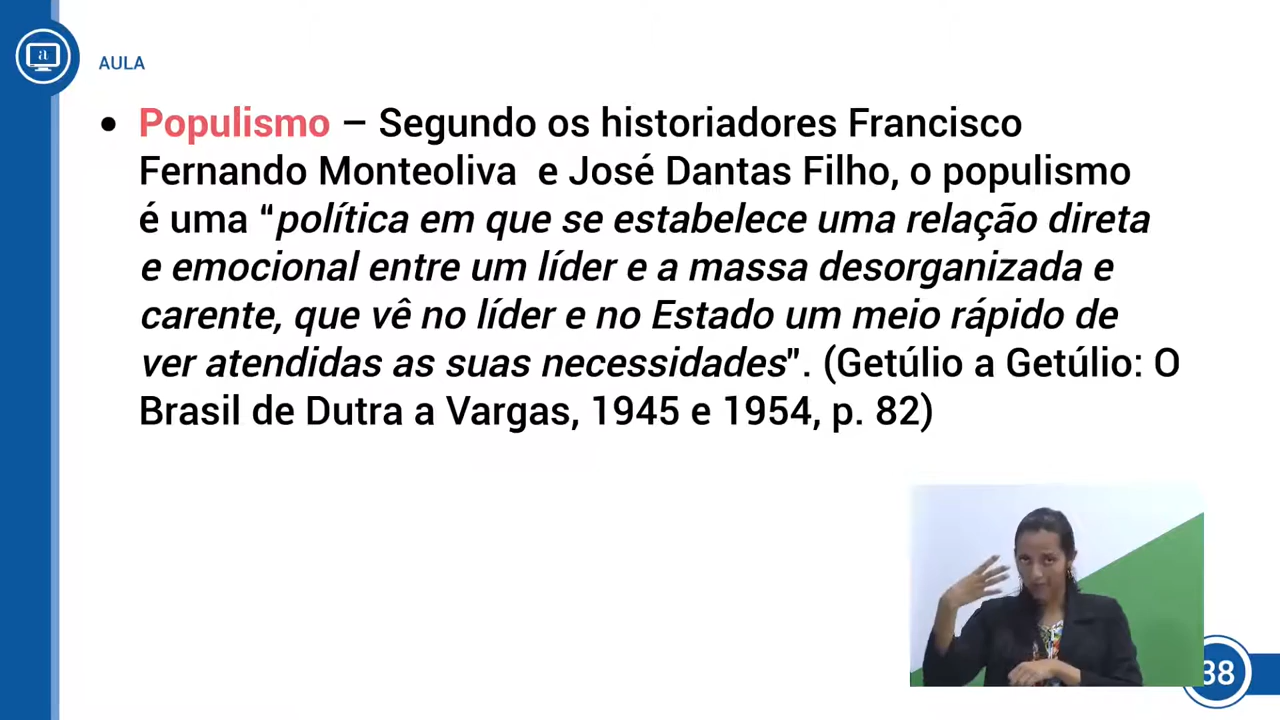 AULA
• Populismo – Segundo os historiadores Francisco
Fernando Monteoliva e José Dantas Filho, o populismo
é uma “política em que se estabelece uma relação direta
e emocional entre um líder e a massa desorganizada e
carente, que vê no líder e no Estado um meio rápido de
ver atendidas as suas necessidades". (Getúlio a Getúlio: O
Brasil de Dutra a Vargas, 1945 e 1954, p. 82)
38